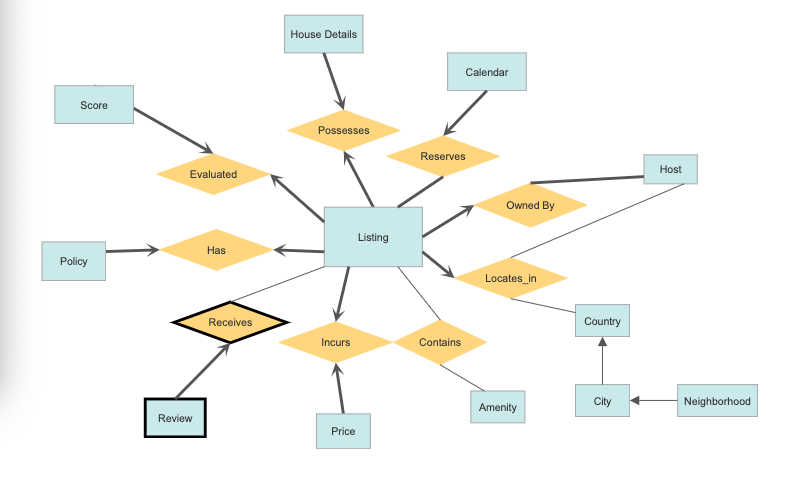 House Details
Calendar
Score
Possesses
Reserves
Evaluated
Host
Owned By
Listing
Has
Policy
Locates_in
Receives
Country
Incurs
Contains
Review
Price
Amenity
City
Neighborhood